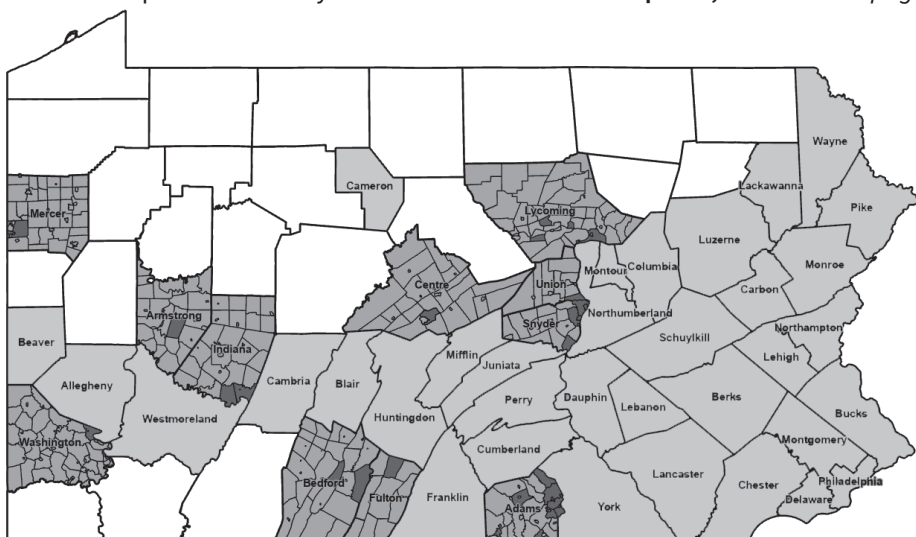 Wayne
Cameron
Lackawanna
Pike
Mercer
Lycoming
Luzerne
Monroe
Montour
Columbia
Centre
Union
Carbon
Armstrong
Northumberland
Snyder
Northampton
Schuylkill
Beaver
Indiana
Mifflin
Juniata
Lehigh
Allegheny
Cambria
Blair
Perry
Dauphin
Lebanon
Berks
Bucks
Westmoreland
Huntingdon
Washington
Cumberland
Montgomery
Lancaster
Bedford
Fulton
Franklin
Chester
Philadelphia
Delaware
Adams
York